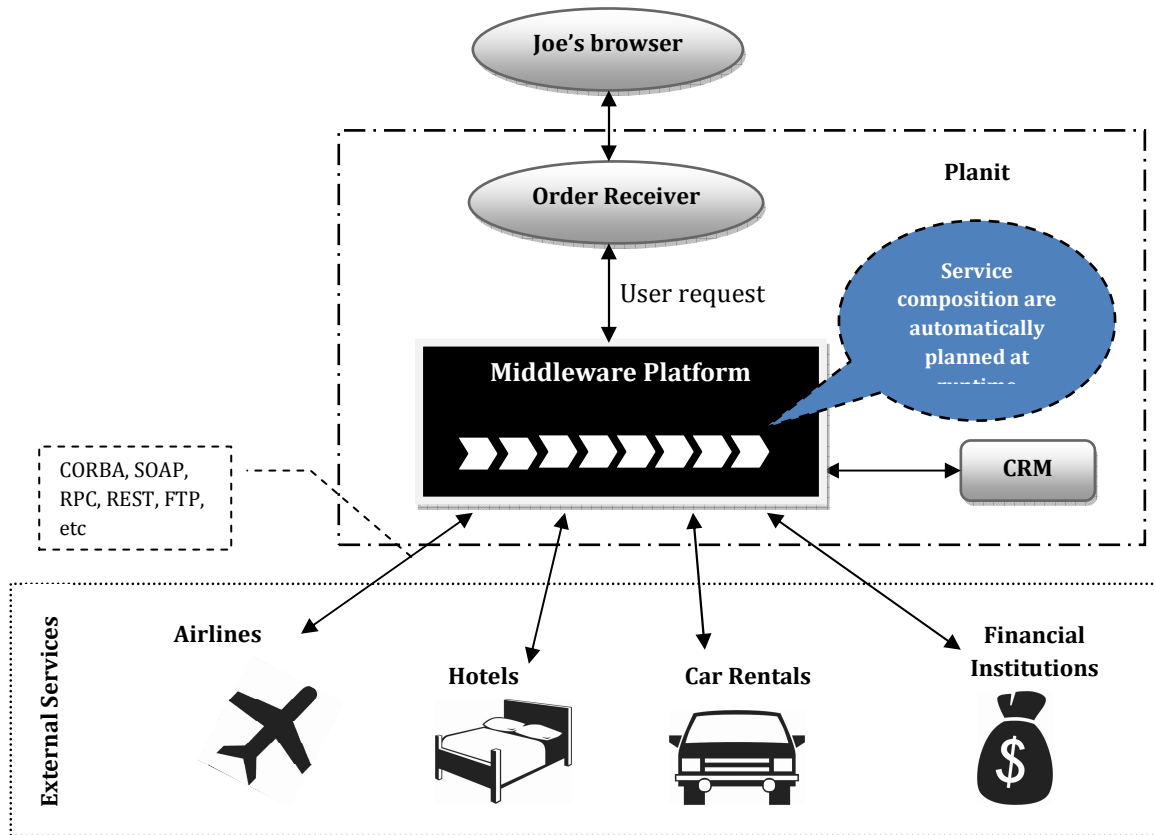 Joe's browser
Planit
Order Receiver
User request
Service
composition are
automatically
planned at
Middleware Platform
CORBA, SOAP,
RPC, REST, FTP,
etc
CRM
External Services
Airlines
Hotels
Car Rentals
Financial
Institutions
$